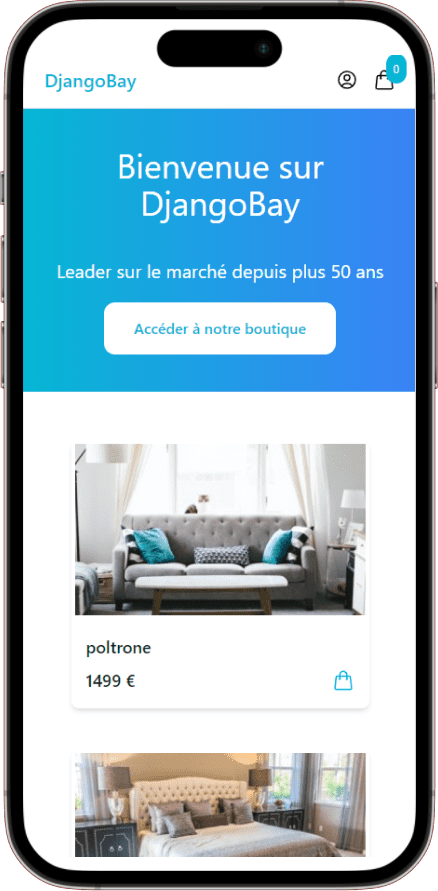 DjangoBay
0
Bienvenue sur
DjangoBay
Leader sur le marché depuis plus 50 ans
Accéder à notre boutique
poltrone
1499 €